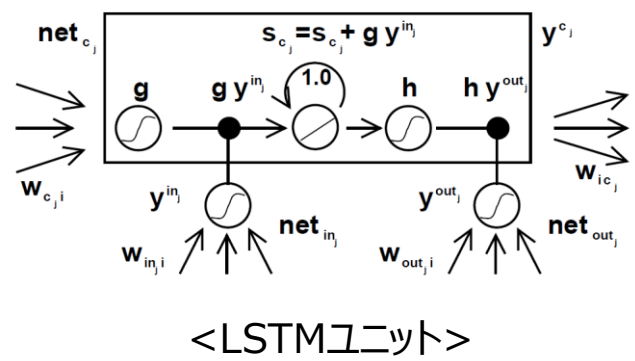 net_{c_j} s_{c_j}=s_{c_j}+ g y^{in_j} y^{c_j}
1.0
g g y^{in_j} h h y^{out_j}
w_{c_j i} w_{ic_j}
y^{in_j} y^{out_j}
net_{in_j} net_{out_j}
w_{in_j i} w_{out_j i}
<LSTMユニット>